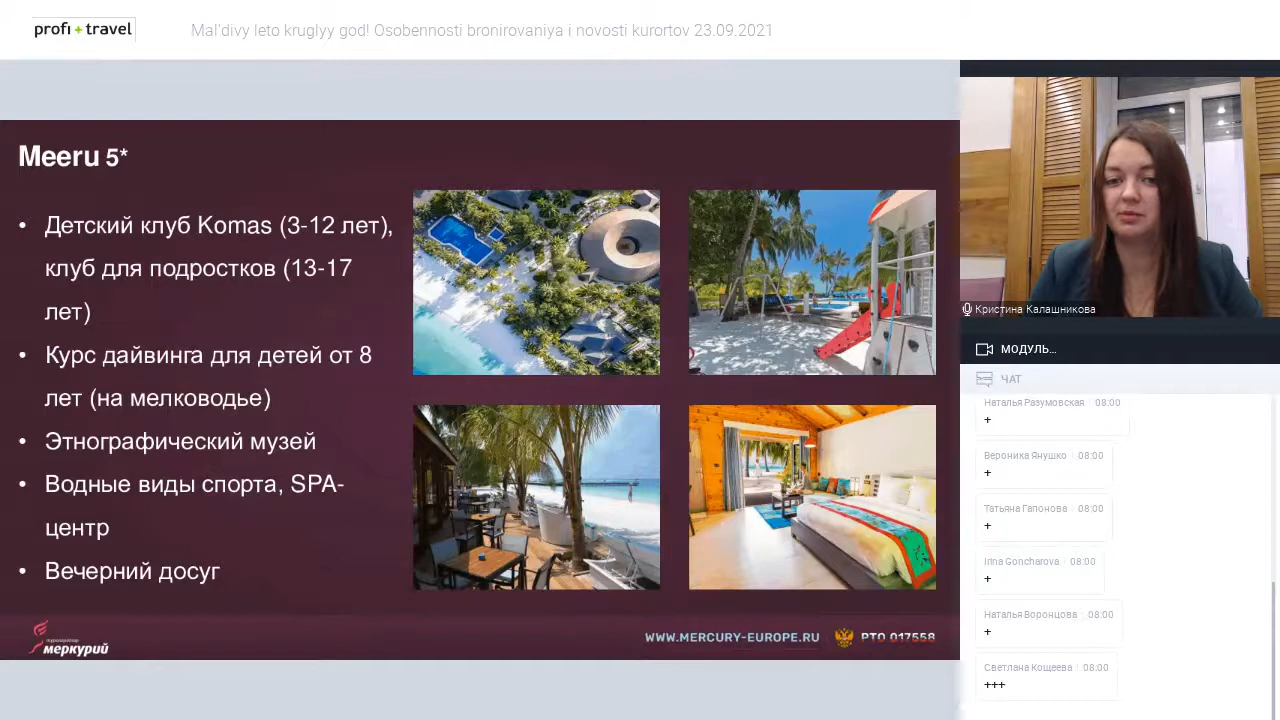 profi + travel
Mal'divy leto kruglyy god! Osobennosti bronirovaniya i novosti kurortov 23.09.2021
Meeru 5*
• Детский клуб Komas (3-12 лет),
клуб для подростков (13-17
лет)
• Курс дайвинга для детей от 8
лет (на мелководье)
• Этнографический музей
• Водные виды спорта, SPA-
центр
• Вечерний досуг
туроператор
меркурий
WWW.MERCURY-EUROPE.RU
РТО 017558
Кристина Калашникова
МОДУЛЬ...
ЧАТ
Наталья Разумовская 08:00
+
Вероника Янушко 08:00
+
Татьяна Гапонова 08:00
+
Irina Goncharova 08:00
+
Наталья Воронцова 08:00
+
Светлана Кощеева 08:00
+++